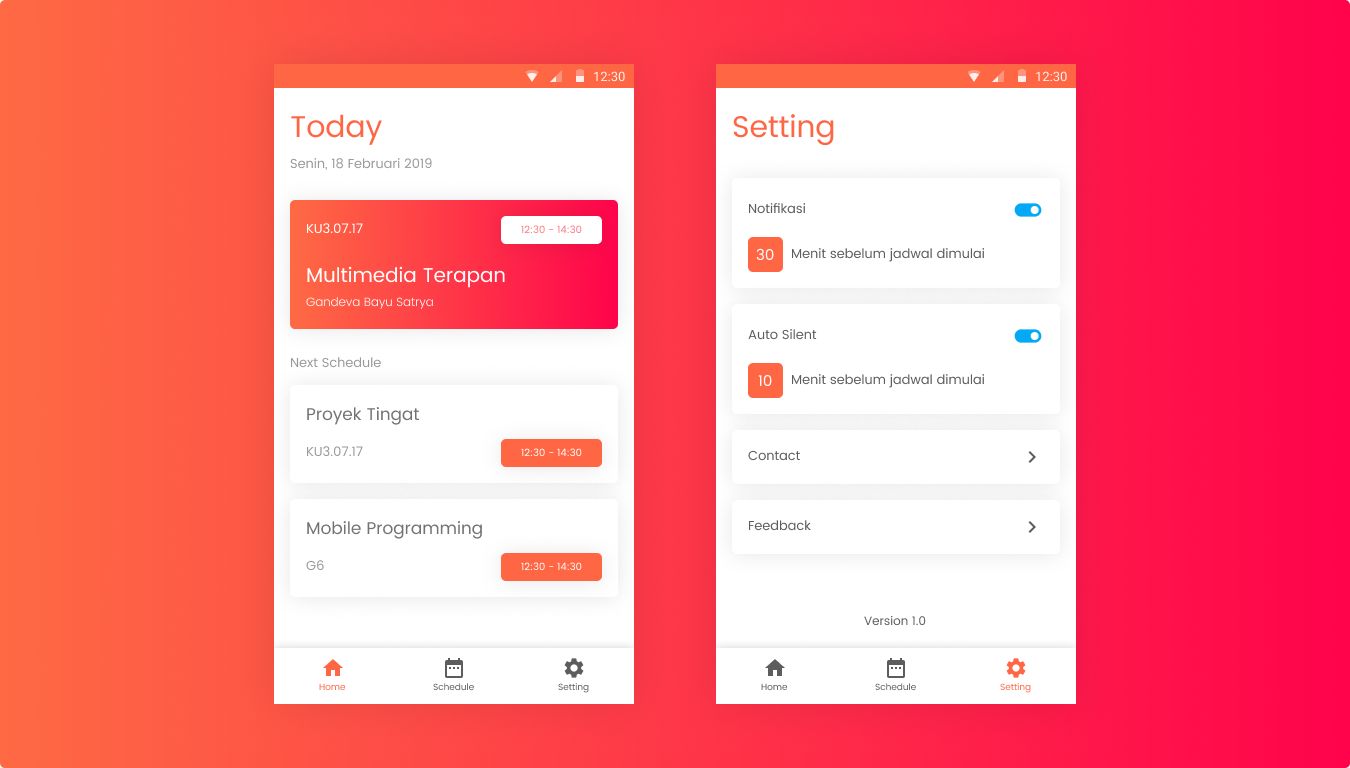 12:30
Today
Senin, 18 Februari 2019
KU3.07.17
12:30 - 14:30
Multimedia Terapan
Gandeva Bayu Satrya
Next Schedule
Proyek Tingat
KU3.07.17
12:30 - 14:30
Mobile Programming
G6
12:30 - 14:30
Home
Schedule
Setting
12:30
Setting
Notifikasi
30
Menit sebelum jadwal dimulai
Auto Silent
10
Menit sebelum jadwal dimulai
Contact
Feedback
Version 1.0
Home
Schedule
Setting